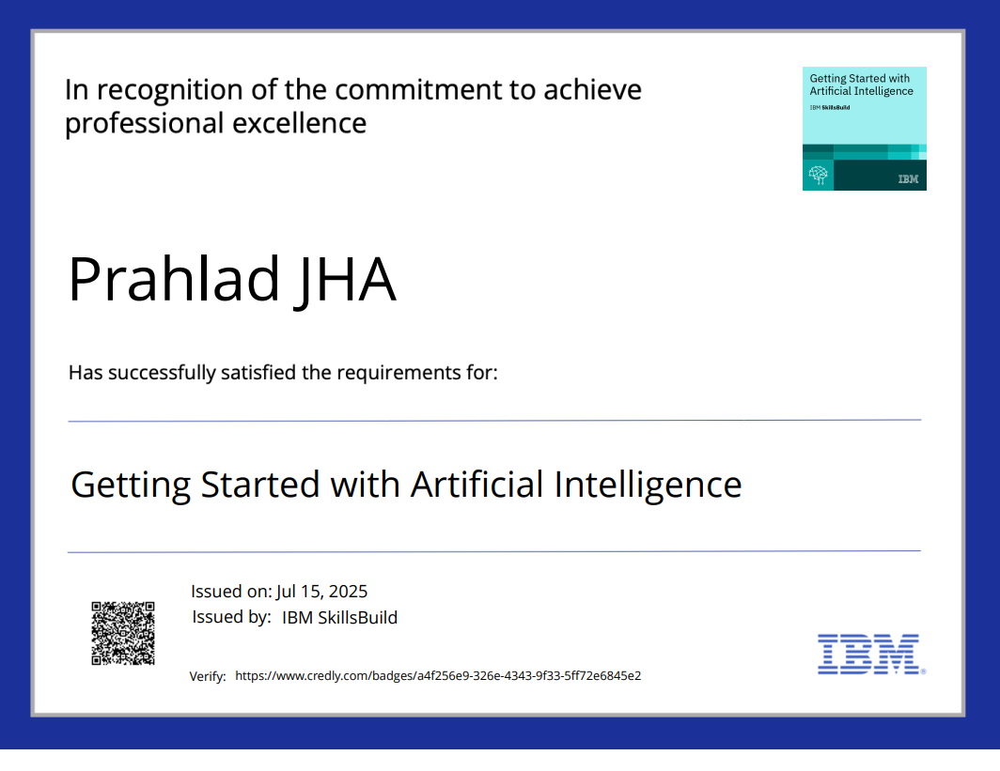 In recognition of the commitment to achieve
professional excellence
Getting Started with
Artificial Intelligence
IBM SkillsBuild
IBM
Prahlad JHA
Has successfully satisfied the requirements for:
Getting Started with Artificial Intelligence
Issued on: Jul 15, 2025
Issued by: IBM SkillsBuild
Verify: https://www.credly.com/badges/a4f256e9-326e-4343-9f33-5ff72e6845e2
IBM®